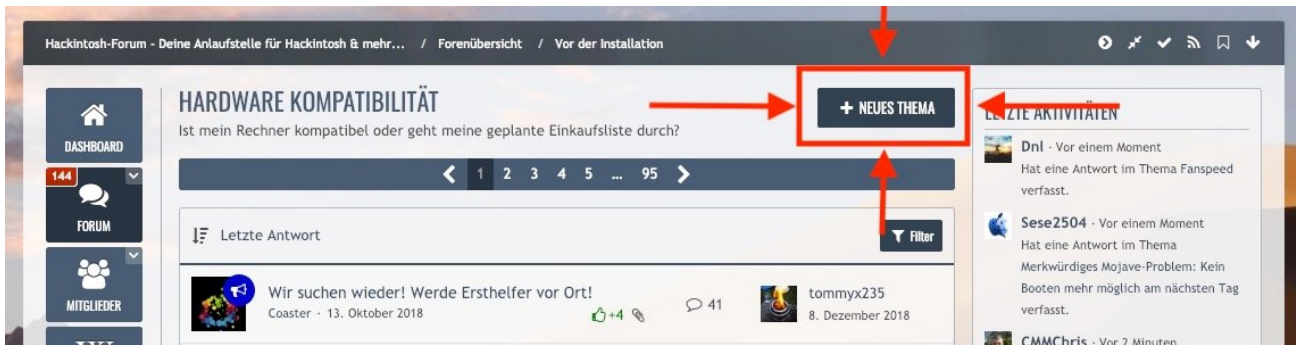 Hackintosh-Forum - Deine Anlaufstelle für Hackintosh & mehr... / Forenübersicht / Vor der Installation
DASHBOARD
144
FORUM
MITGLIEDER
HARDWARE KOMPATIBILITÄT
Ist mein Rechner kompatibel oder geht meine geplante Einkaufsliste durch?
+ NEUES THEMA
1 2 3 4 5 ... 95
Letzte Antwort
Filter
Wir suchen wieder! Werde Ersthelfer vor Ort!
Coaster · 13. Oktober 2018
+4
41
tommyx235
8. Dezember 2018
LETZTE AKTIVITÄTEN
Dnl · Vor einem Moment
Hat eine Antwort im Thema Fanspeed
verfasst.
Sese2504 · Vor einem Moment
Hat eine Antwort im Thema
Merkwürdiges Mojave-Problem: Kein
Booten mehr möglich am nächsten Tag
verfasst.
CMMChris · Vor 2 Minuten